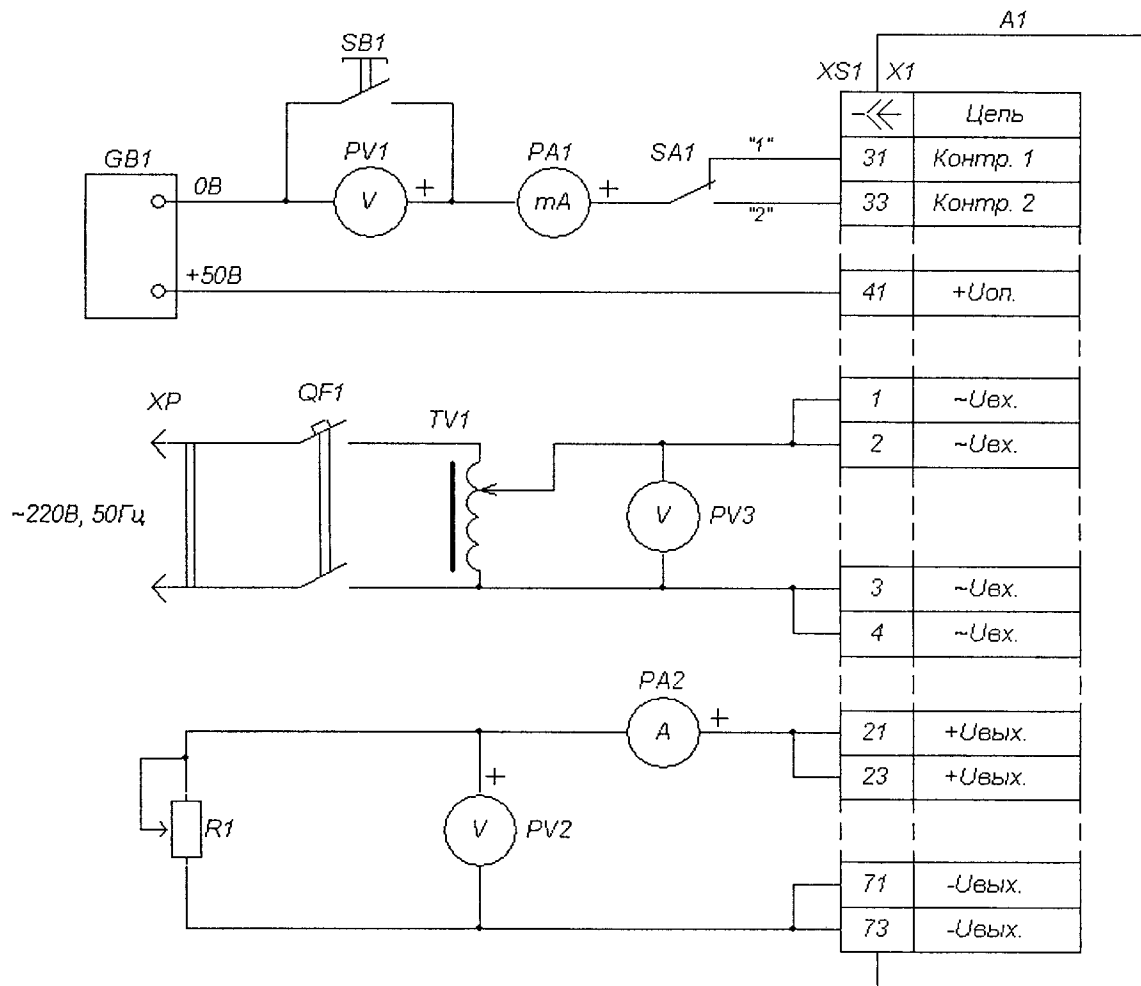 A1
SB1
XS1 X1
Цепь
GB1
PV1
PA1
SA1
"1"
31 Контр. 1
0В
V
+
mA
+
"2"
33 Контр. 2
+50В
41 +Uоп.
XP
QF1
TV1
1 ~Uвх.
2 ~Uвх.
~220В, 50Гц
V
PV3
3 ~Uвх.
4 ~Uвх.
PA2
A
+
21 +Uвых.
23 +Uвых.
+
R1
V
PV2
71 -Uвых.
73 -Uвых.